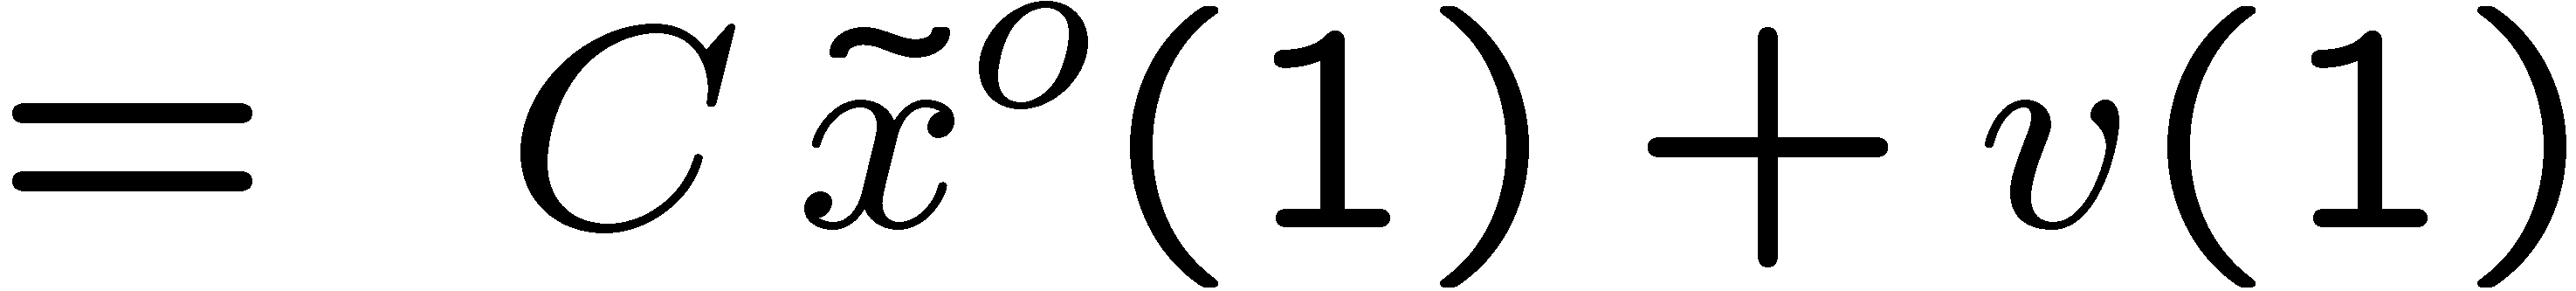 = C x̃ᵒ(1) + v(1)